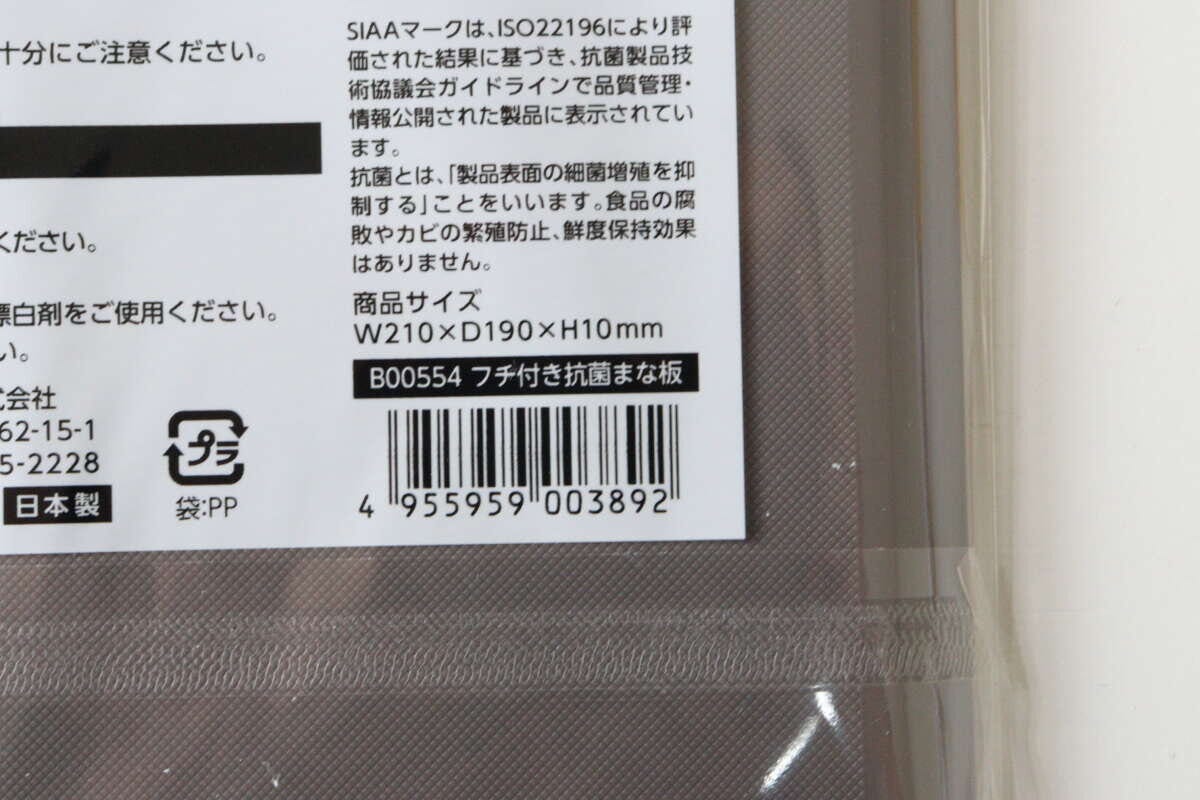 十分にご注意ください。
ください。
漂白剤をご使用ください。
い。
式会社
62-15-1
5-2228
日本製
プラ
袋:PP
SIAAマークは、ISO22196により評
価された結果に基づき、抗菌製品技
術協議会ガイドラインで品質管理・
情報公開された製品に表示されてい
ます。
抗菌とは、「製品表面の細菌増殖を抑
制する」ことをいいます。食品の腐
敗やカビの繁殖防止、鮮度保持効果
はありません。
商品サイズ
W210×D190×H10mm
B00554 フチ付き抗菌まな板
4 955959 003892